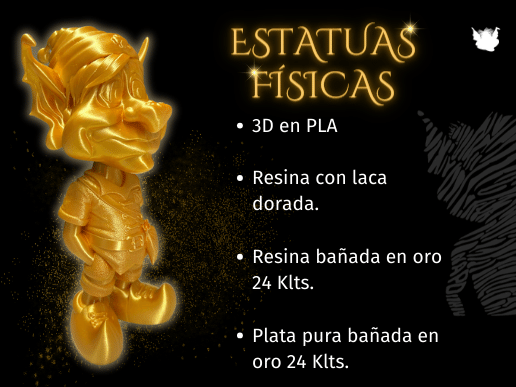 ESTATUAS
FÍSICAS
• 3D en PLA
• Resina con laca
dorada.
• Resina bañada en oro
24 Klts.
• Plata pura bañada en
oro 24 Klts.